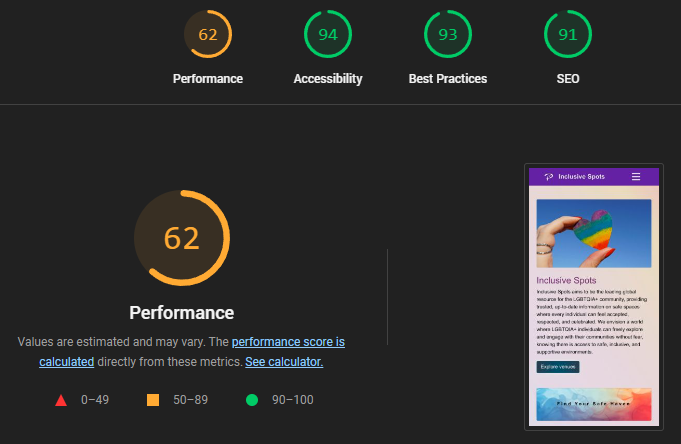 62
94
93
91
Performance
Accessibility
Best Practices
SEO
62
Performance
Values are estimated and may vary. The performance score is
calculated directly from these metrics. See calculator.
0–49
50–89
90–100
Inclusive Spots
Inclusive Spots
Inclusive Spots aims to be the leading global
resource for the LGBTQIA+ community, providing
trusted, up-to-date information on safe spaces
where every individual can feel accepted,
respected, and celebrated. We envision a world
where LGBTQIA+ individuals can freely explore
and engage with their communities without fear,
knowing there is access to safe, inclusive, and
supportive environments.
Explore venues
Find Your Safe Haven